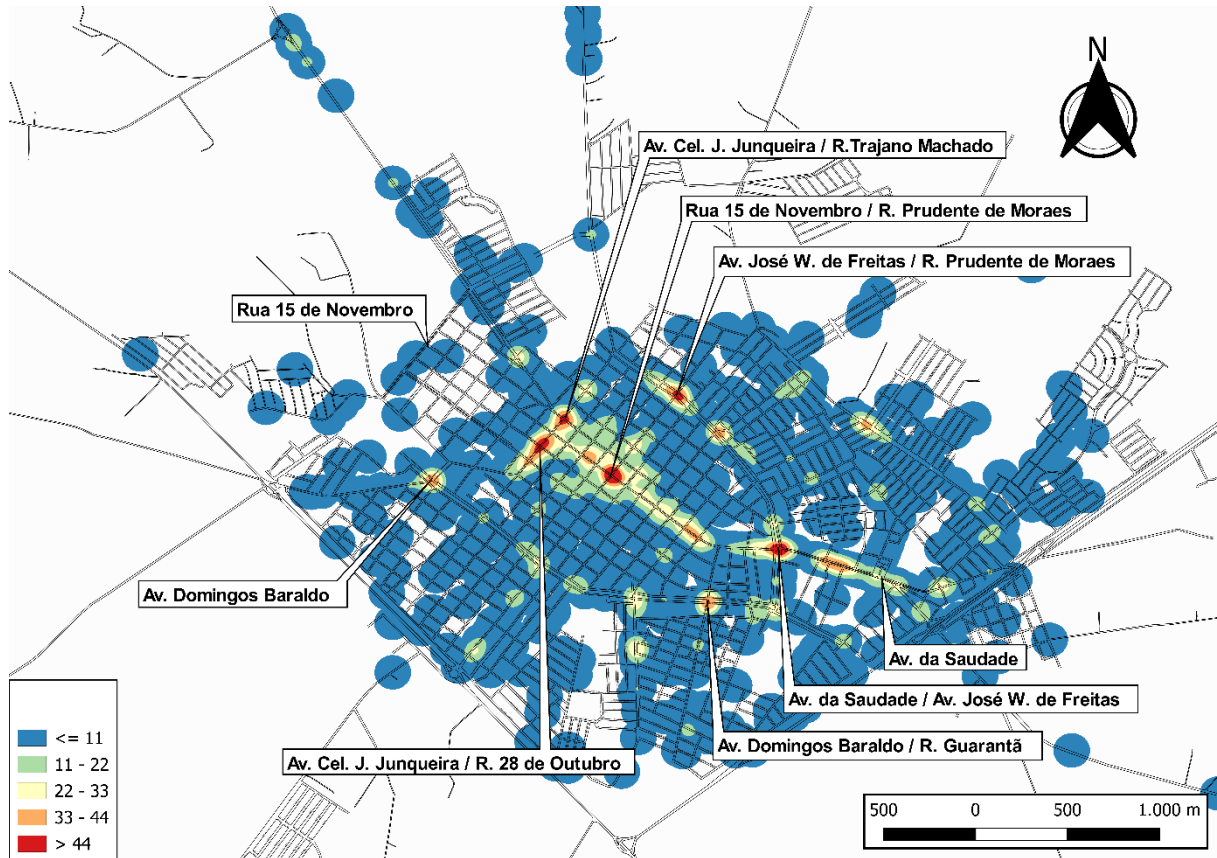 N
Av. Cel. J. Junqueira / R.Trajano Machado
Rua 15 de Novembro / R. Prudente de Moraes
Av. José W. de Freitas / R. Prudente de Moraes
Rua 15 de Novembro
Av. Domingos Baraldo
Av. da Saudade
Av. da Saudade / Av. José W. de Freitas
Av. Domingos Baraldo / R. Guarantã
Av. Cel. J. Junqueira / R. 28 de Outubro
<= 11
11 - 22
22 - 33
33 - 44
> 44
500 0 500 1.000 m